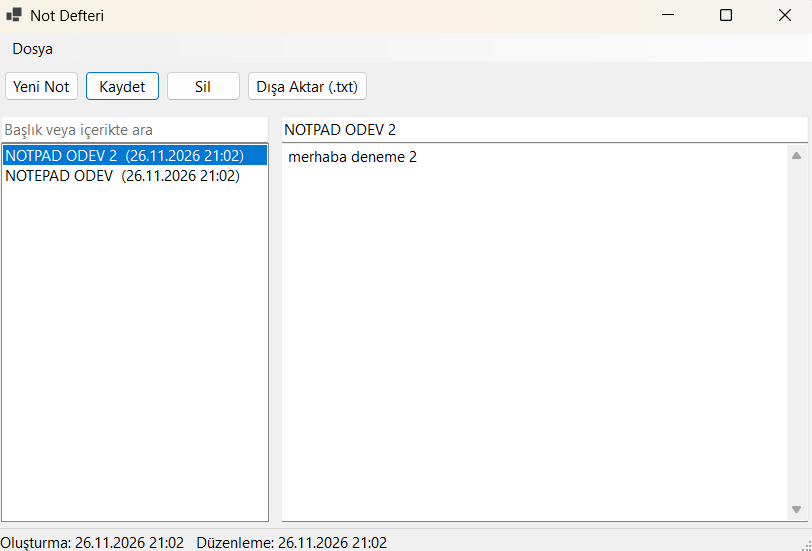 Not Defteri
Dosya
Yeni Not Kaydet Sil Dışa Aktar (.txt)
Başlık veya içerikte ara
NOTPAD ODEV 2 (26.11.2026 21:02)
NOTEPAD ODEV (26.11.2026 21:02)
NOTPAD ODEV 2
merhaba deneme 2
Oluşturma: 26.11.2026 21:02 Düzenleme: 26.11.2026 21:02